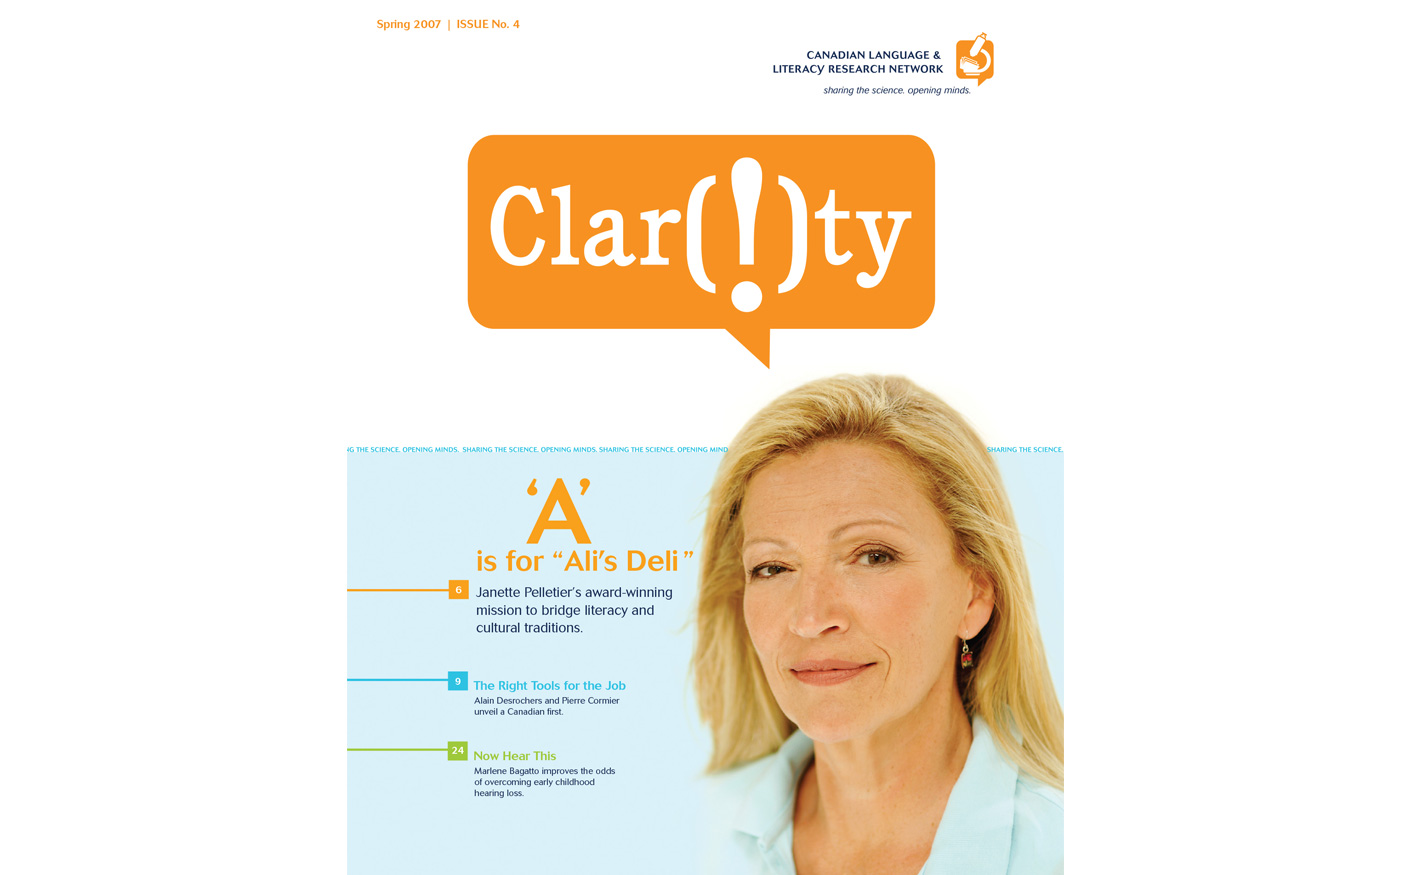 Spring 2007 | ISSUE No. 4
CANADIAN LANGUAGE &
LITERACY RESEARCH NETWORK
sharing the science. opening minds.
Clar(!)ty
NG THE SCIENCE. OPENING MINDS. SHARING THE SCIENCE. OPENING MINDS. SHARING THE SCIENCE. OPENING MIND SHARING THE SCIENCE.
‘A’
is for “Ali’s Deli”
6 Janette Pelletier’s award-winning
mission to bridge literacy and
cultural traditions.
9 The Right Tools for the Job
Alain Desrochers and Pierre Cormier
unveil a Canadian first.
24 Now Hear This
Marlene Bagatto improves the odds
of overcoming early childhood
hearing loss.